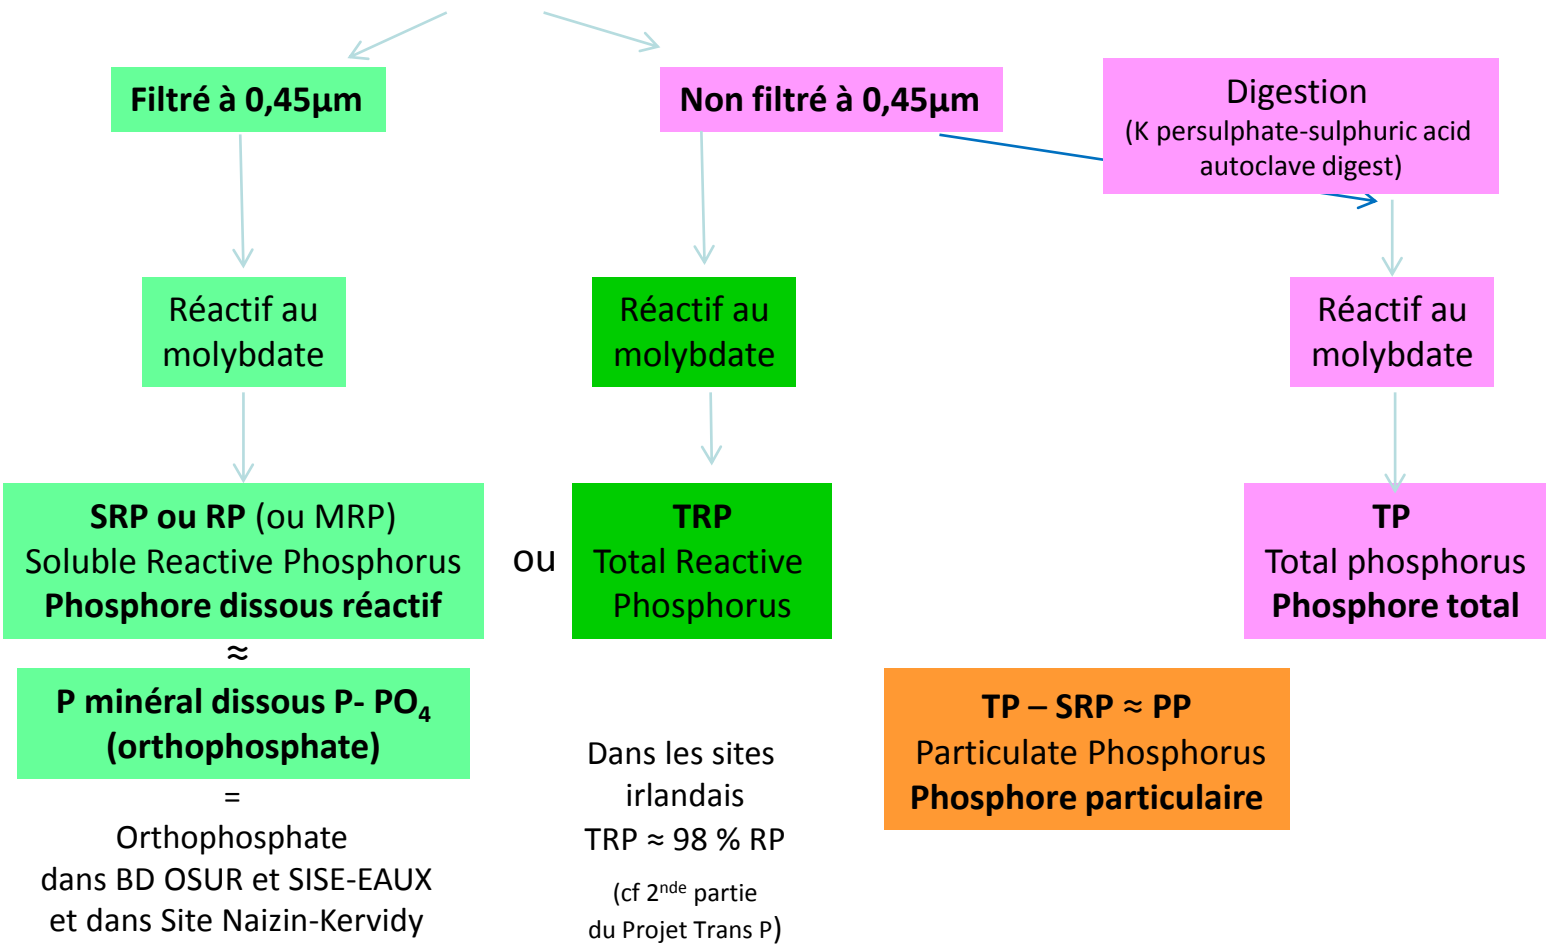 Filtré à 0,45µm
Non filtré à 0,45µm
Digestion
(K persulphate-sulphuric acid
autoclave digest)
Réactif au
molybdate
Réactif au
molybdate
Réactif au
molybdate
SRP ou RP (ou MRP)
Soluble Reactive Phosphorus
Phosphore dissous réactif
ou
TRP
Total Reactive
Phosphorus
TP
Total phosphorus
Phosphore total
≈
P minéral dissous P- PO₄
(orthophosphate)
=
Orthophosphate
dans BD OSUR et SISE-EAUX
et dans Site Naizin-Kervidy
Dans les sites
irlandais
TRP ≈ 98 % RP
(cf 2nde partie
du Projet Trans P)
TP – SRP ≈ PP
Particulate Phosphorus
Phosphore particulaire